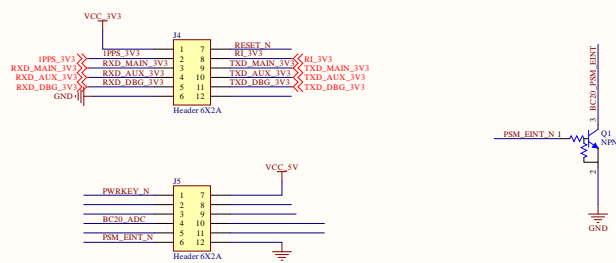 VCC_3V3
J4
1 7 RESET_N
1PPS_3V3 1PPS_3V3 2 8 RI_3V3 RI_3V3
RXD_MAIN_3V3 RXD_MAIN_3V3 3 9 TXD_MAIN_3V3 TXD_MAIN_3V3
RXD_AUX_3V3 RXD_AUX_3V3 4 10 TXD_AUX_3V3 TXD_AUX_3V3
RXD_DBG_3V3 RXD_DBG_3V3 5 11 TXD_DBG_3V3 TXD_DBG_3V3
GND 6 12
Header 6X2A
BC20_PSM_EINT
3
PSM_EINT_N 1
Q1
NPN
2
GND
VCC_5V
J5
PWRKEY_N 1 7
2 8
3 9
BC20_ADC 4 10
5 11
PSM_EINT_N 6 12
Header 6X2A